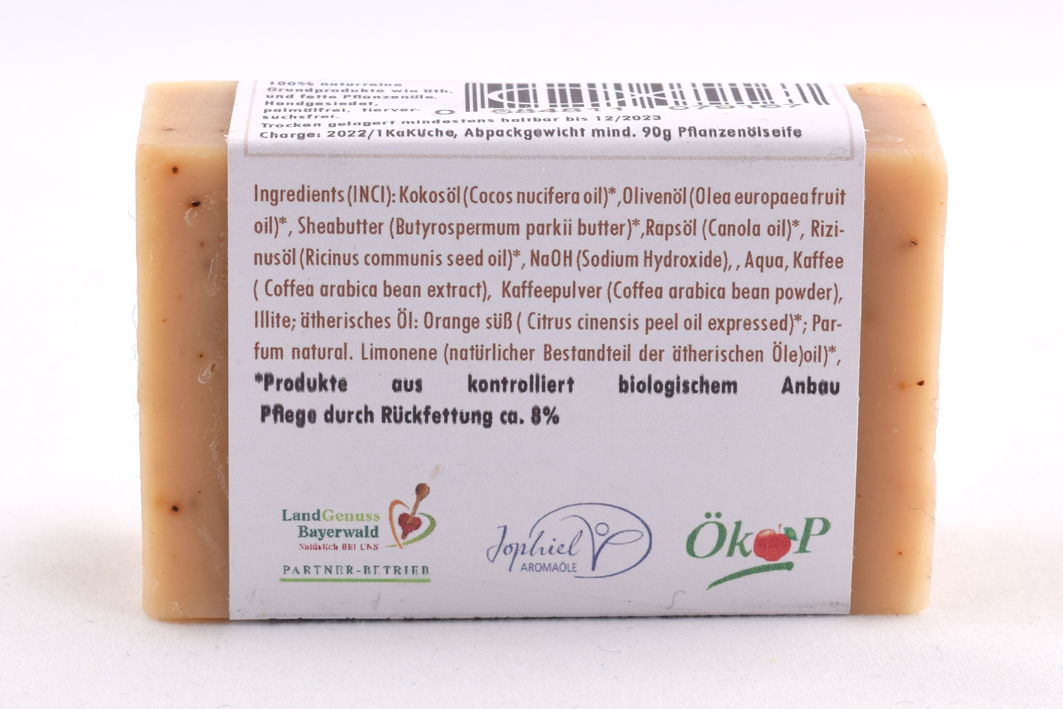 100% naturreine
Grundprodukte wie äth.
und fette Pflanzenöle.
Handgesiedet,
palmölfrei, tierver-
suchsfrei.
Trocken gelagert mindestens haltbar bis 12/2023
Charge: 2022/1KaKüche, Abpackgewicht mind. 90g Pflanzenölseife
Ingredients (INCI): Kokosöl (Cocos nucifera oil)*,Olivenöl (Olea europaea fruit
oil)*, Sheabutter (Butyrospermum parkii butter)*,Rapsöl (Canola oil)*, Rizi-
nusöl (Ricinus communis seed oil)*, NaOH (Sodium Hydroxide), , Aqua, Kaffee
( Coffea arabica bean extract), Kaffeepulver (Coffea arabica bean powder),
Illite; ätherisches Öl: Orange süß ( Citrus cinensis peel oil expressed)*; Par-
fum natural. Limonene (natürlicher Bestandteil der ätherischen Öle)oil)*,
*Produkte aus kontrolliert biologischem Anbau
Pflege durch Rückfettung ca. 8%
LandGenuss
Bayerwald
Natürlich BEI UNS
PARTNER-BETRIEB
Jophiel
AROMAÖLE
ÖkoP